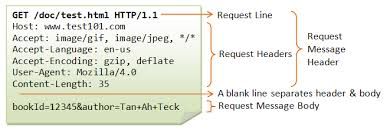 GET /doc/test.html HTTP/1.1
Host: www.test101.com
Accept: image/gif, image/jpeg, */*
Accept-Language: en-us
Accept-Encoding: gzip, deflate
User-Agent: Mozilla/4.0
Content-Length: 35
bookId=12345&author=Tan+Ah+Teck
Request Line
Request Headers
Request
Message
Header
A blank line separates header & body
Request Message Body